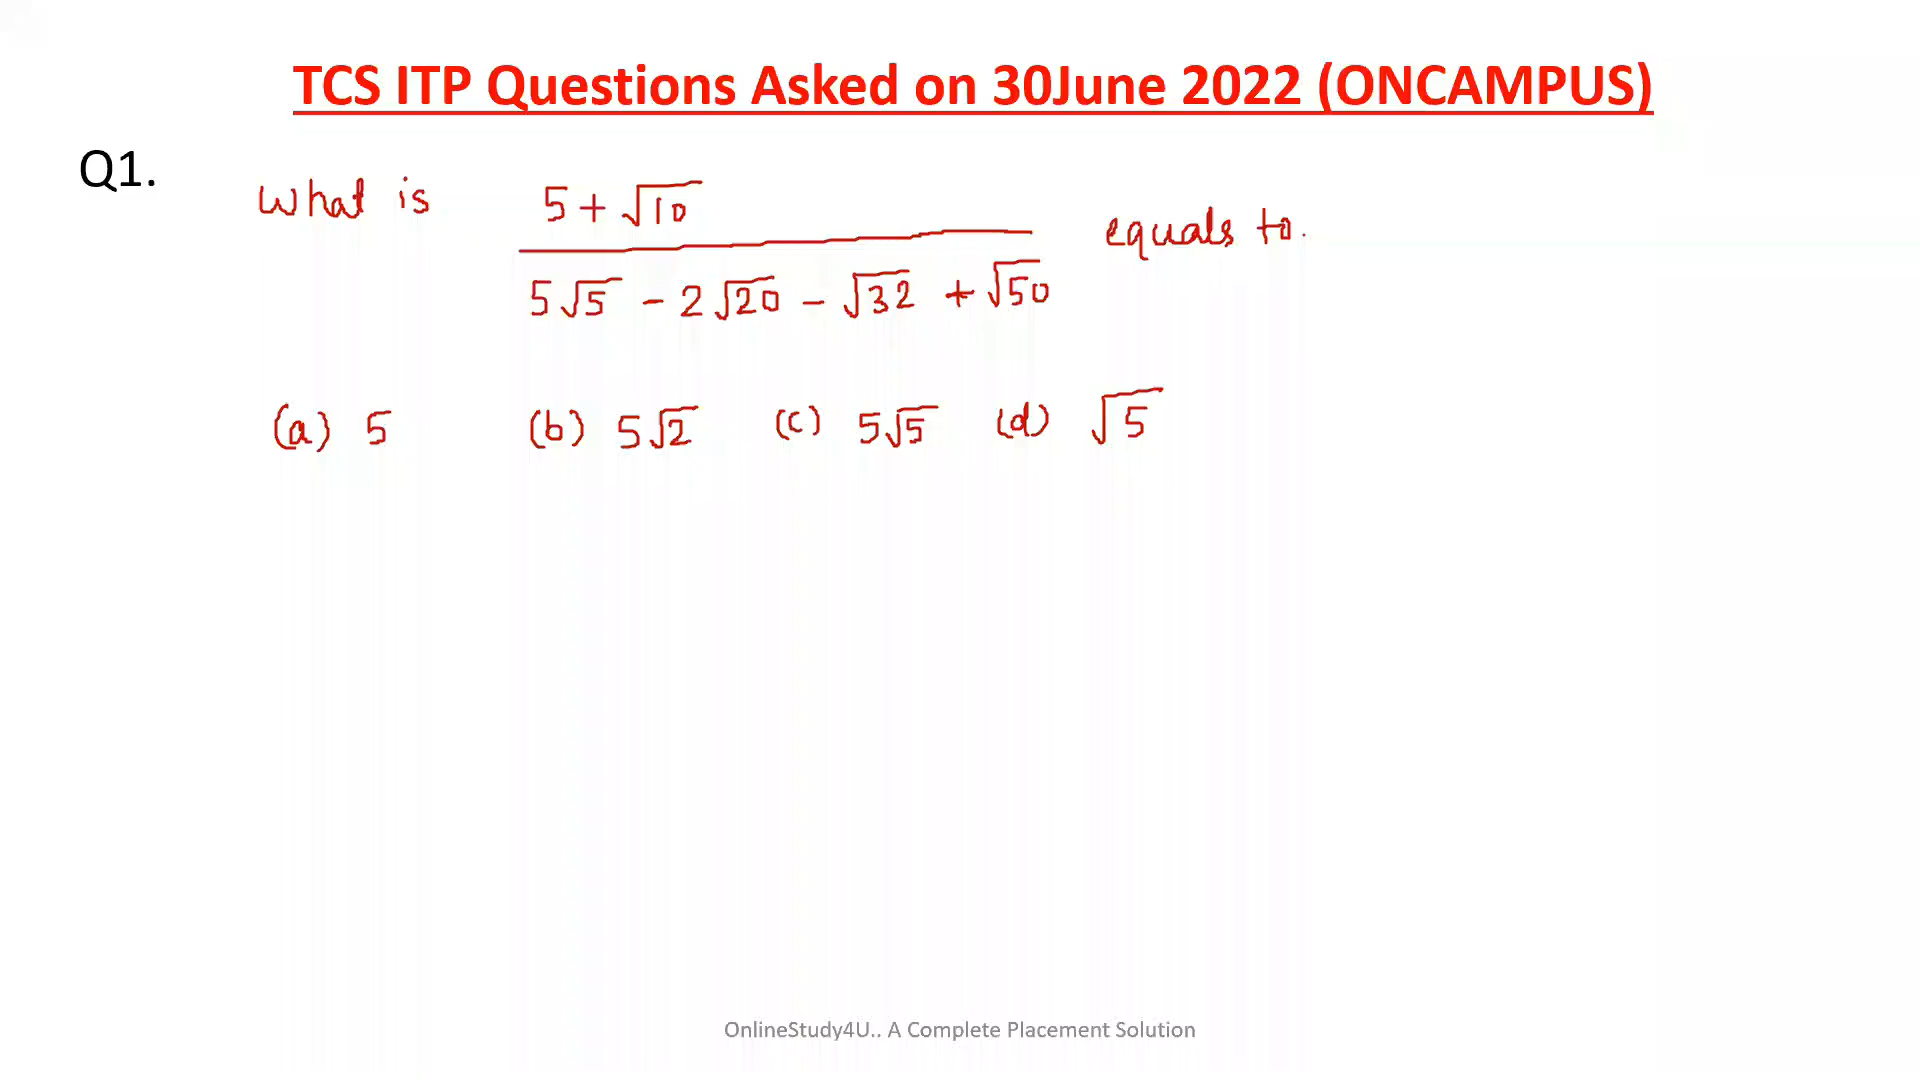 TCS ITP Questions Asked on 30June 2022 (ONCAMPUS)
Q1.
What is 5 + √10 equals to.
5√5 - 2√20 - √32 + √50
(a) 5 (b) 5√2 (c) 5√5 (d) √5
OnlineStudy4U.. A Complete Placement Solution